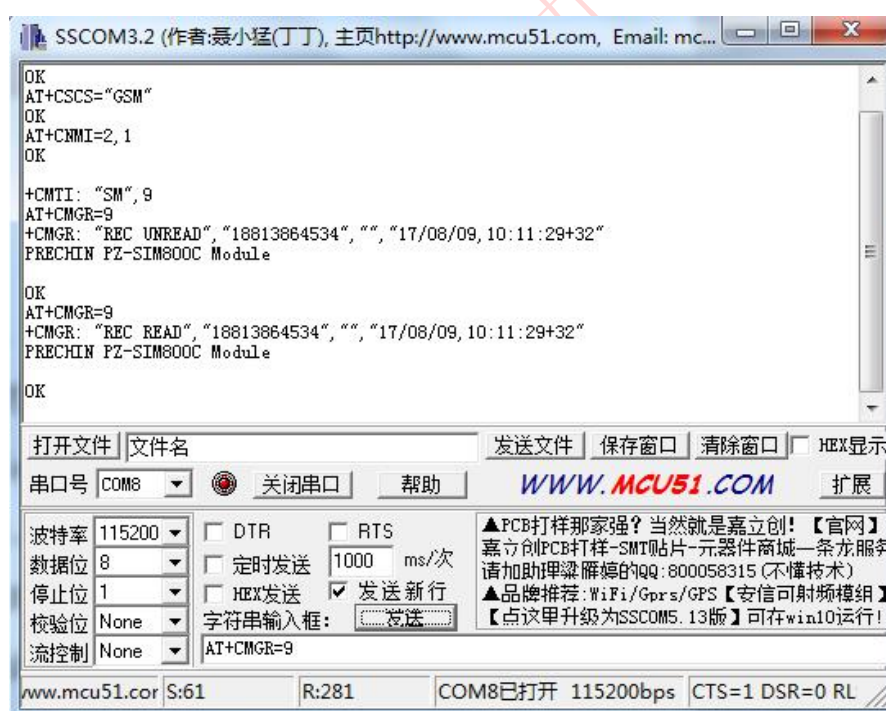 SSCOM3.2 (作者:聂小猛(丁丁), 主页http://www.mcu51.com, Email: mc...
OK
AT+CSCS="GSM"
OK
AT+CNMI=2,1
OK
+CMTI: "SM",9
AT+CMGR=9
+CMGR: "REC UNREAD","18813864534","","17/08/09,10:11:29+32"
PRECHIN PZ-SIM800C Module
OK
AT+CMGR=9
+CMGR: "REC READ","18813864534","","17/08/09,10:11:29+32"
PRECHIN PZ-SIM800C Module
OK
打开文件 文件名 发送文件 保存窗口 清除窗口 HEX显示
串口号 COM8 关闭串口 帮助 WWW.MCU51.COM 扩展
波特率 115200 DTR RTS
数据位 8 定时发送 1000 ms/次
停止位 1 HEX发送 发送新行
校验位 None 字符串输入框: 发送
流控制 None AT+CMGR=9
▲PCB打样那家强?当然就是嘉立创!【官网】
嘉立创PCB打样-SMT贴片-元器件商城—条龙服务
请加助理梁雁嫦的QQ:800058315(不懂技术)
▲品牌推荐:WiFi/Gprs/GPS【安信可射频模组】
【点这里升级为SSCOM5.13版】可在win10运行!
www.mcu51.cor S:61 R:281 COM8已打开 115200bps CTS=1 DSR=0 RL